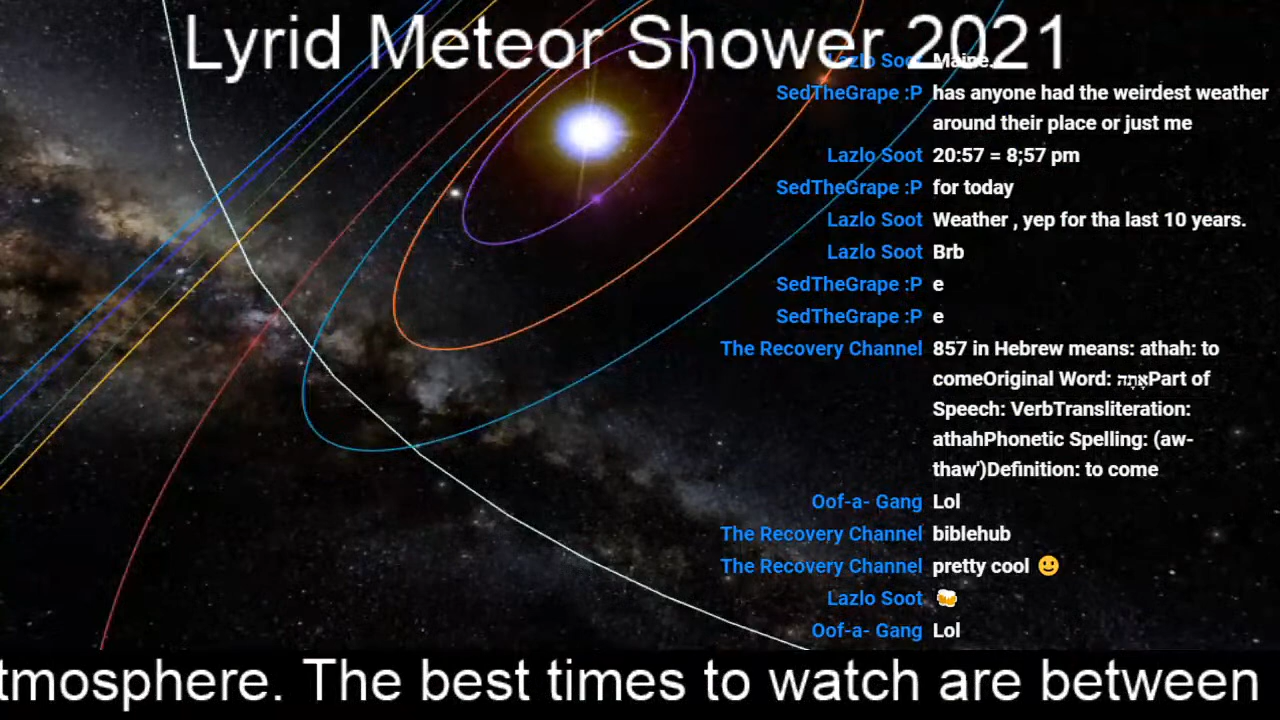 Lyrid Meteor Shower 2021
Lazlo Soot Maine.
SedTheGrape :P has anyone had the weirdest weather
around their place or just me
Lazlo Soot 20:57 = 8;57 pm
SedTheGrape :P for today
Lazlo Soot Weather , yep for tha last 10 years.
Lazlo Soot Brb
SedTheGrape :P e
SedTheGrape :P e
The Recovery Channel 857 in Hebrew means: athah: to
comeOriginal Word: אָתָהPart of
Speech: VerbTransliteration:
athahPhonetic Spelling: (aw-
thaw')Definition: to come
Oof-a- Gang Lol
The Recovery Channel biblehub
The Recovery Channel pretty cool 🙂
Lazlo Soot 🍻
Oof-a- Gang Lol
tmosphere. The best times to watch are between